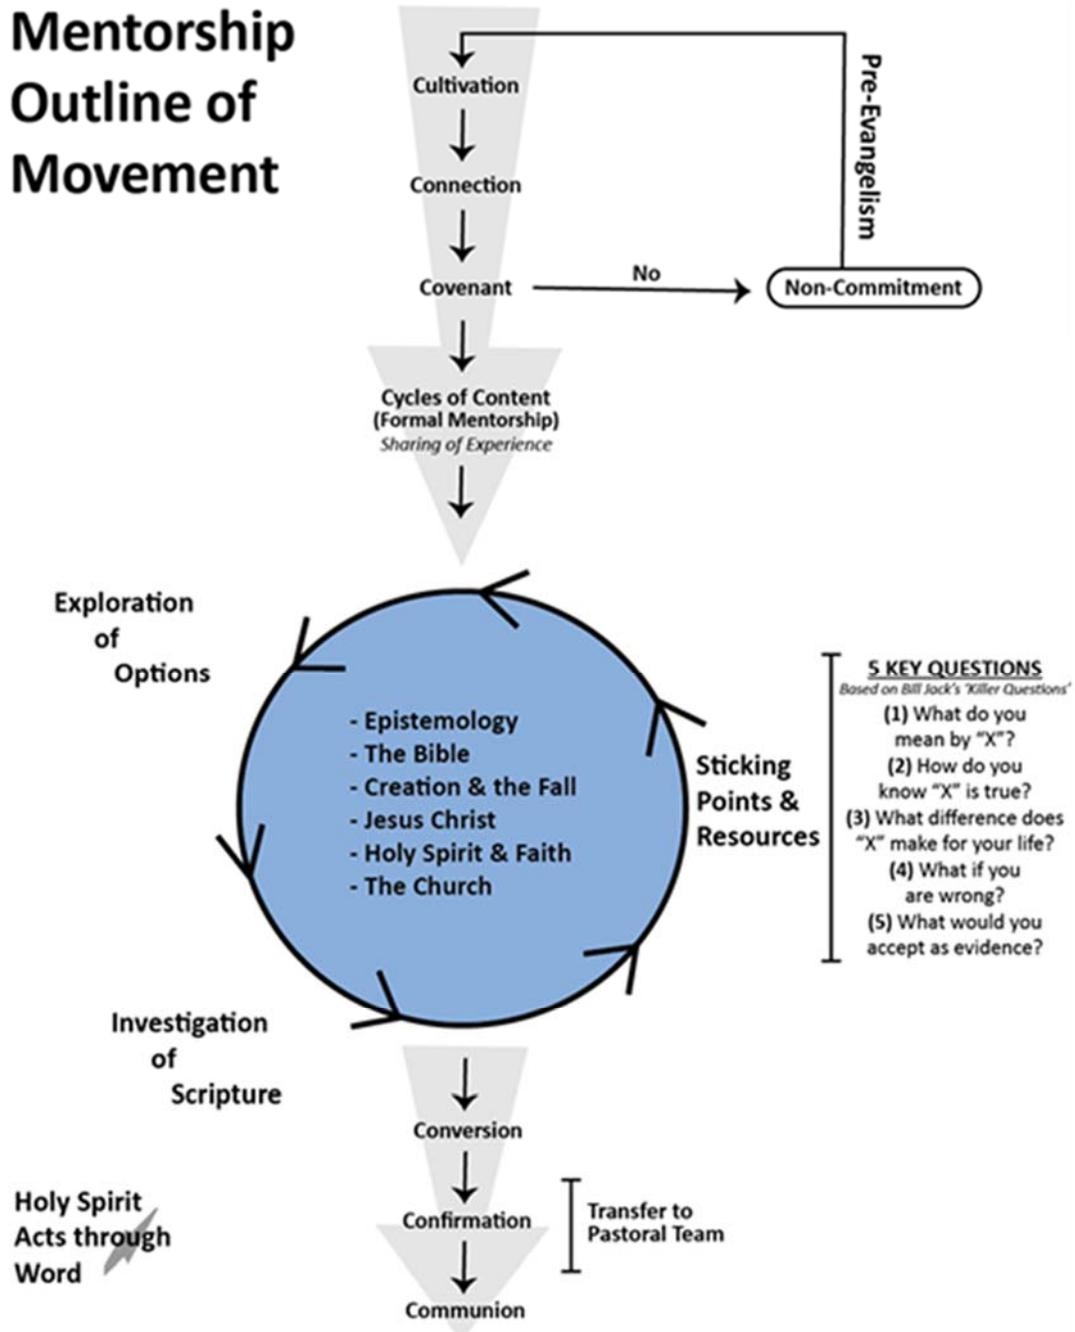 Mentorship
Outline of
Movement
Cultivation
Connection
Covenant
No
Non-Commitment
Pre-Evangelism
Cycles of Content
(Formal Mentorship)
Sharing of Experience
Exploration
of
Options
- Epistemology
- The Bible
- Creation & the Fall
- Jesus Christ
- Holy Spirit & Faith
- The Church
Sticking
Points &
Resources
5 KEY QUESTIONS
Based on Bill Jack's 'Killer Questions'
(1) What do you
mean by "X"?
(2) How do you
know "X" is true?
(3) What difference does
"X" make for your life?
(4) What if you
are wrong?
(5) What would you
accept as evidence?
Investigation
of
Scripture
Conversion
Confirmation
Communion
Transfer to
Pastoral Team
Holy Spirit
Acts through
Word